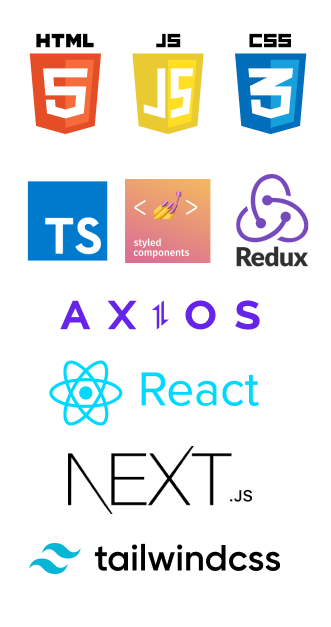 HTML JS CSS
5 JS 3
TS < > Redux
styled
components
AXIOS
React
NEXT
.JS
tailwindcss